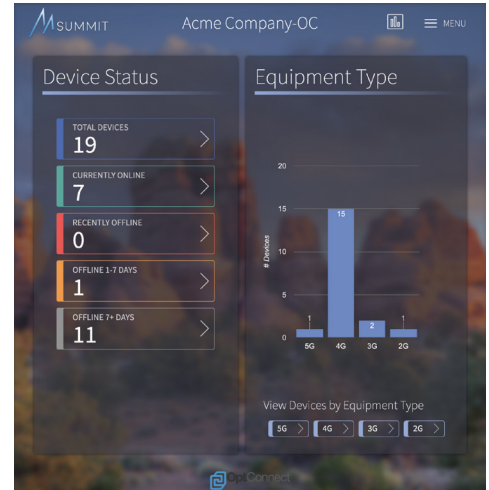 SUMMIT
Acme Company-OC
MENU
Device Status
TOTAL DEVICES
19
CURRENTLY ONLINE
7
RECENTLY OFFLINE
0
OFFLINE 1-7 DAYS
1
OFFLINE 7+ DAYS
11
Equipment Type
20
15
10
5
0
# Devices
1
15
2
1
5G 4G 3G 2G
View Devices by Equipment Type
5G 4G 3G 2G
OptConnect